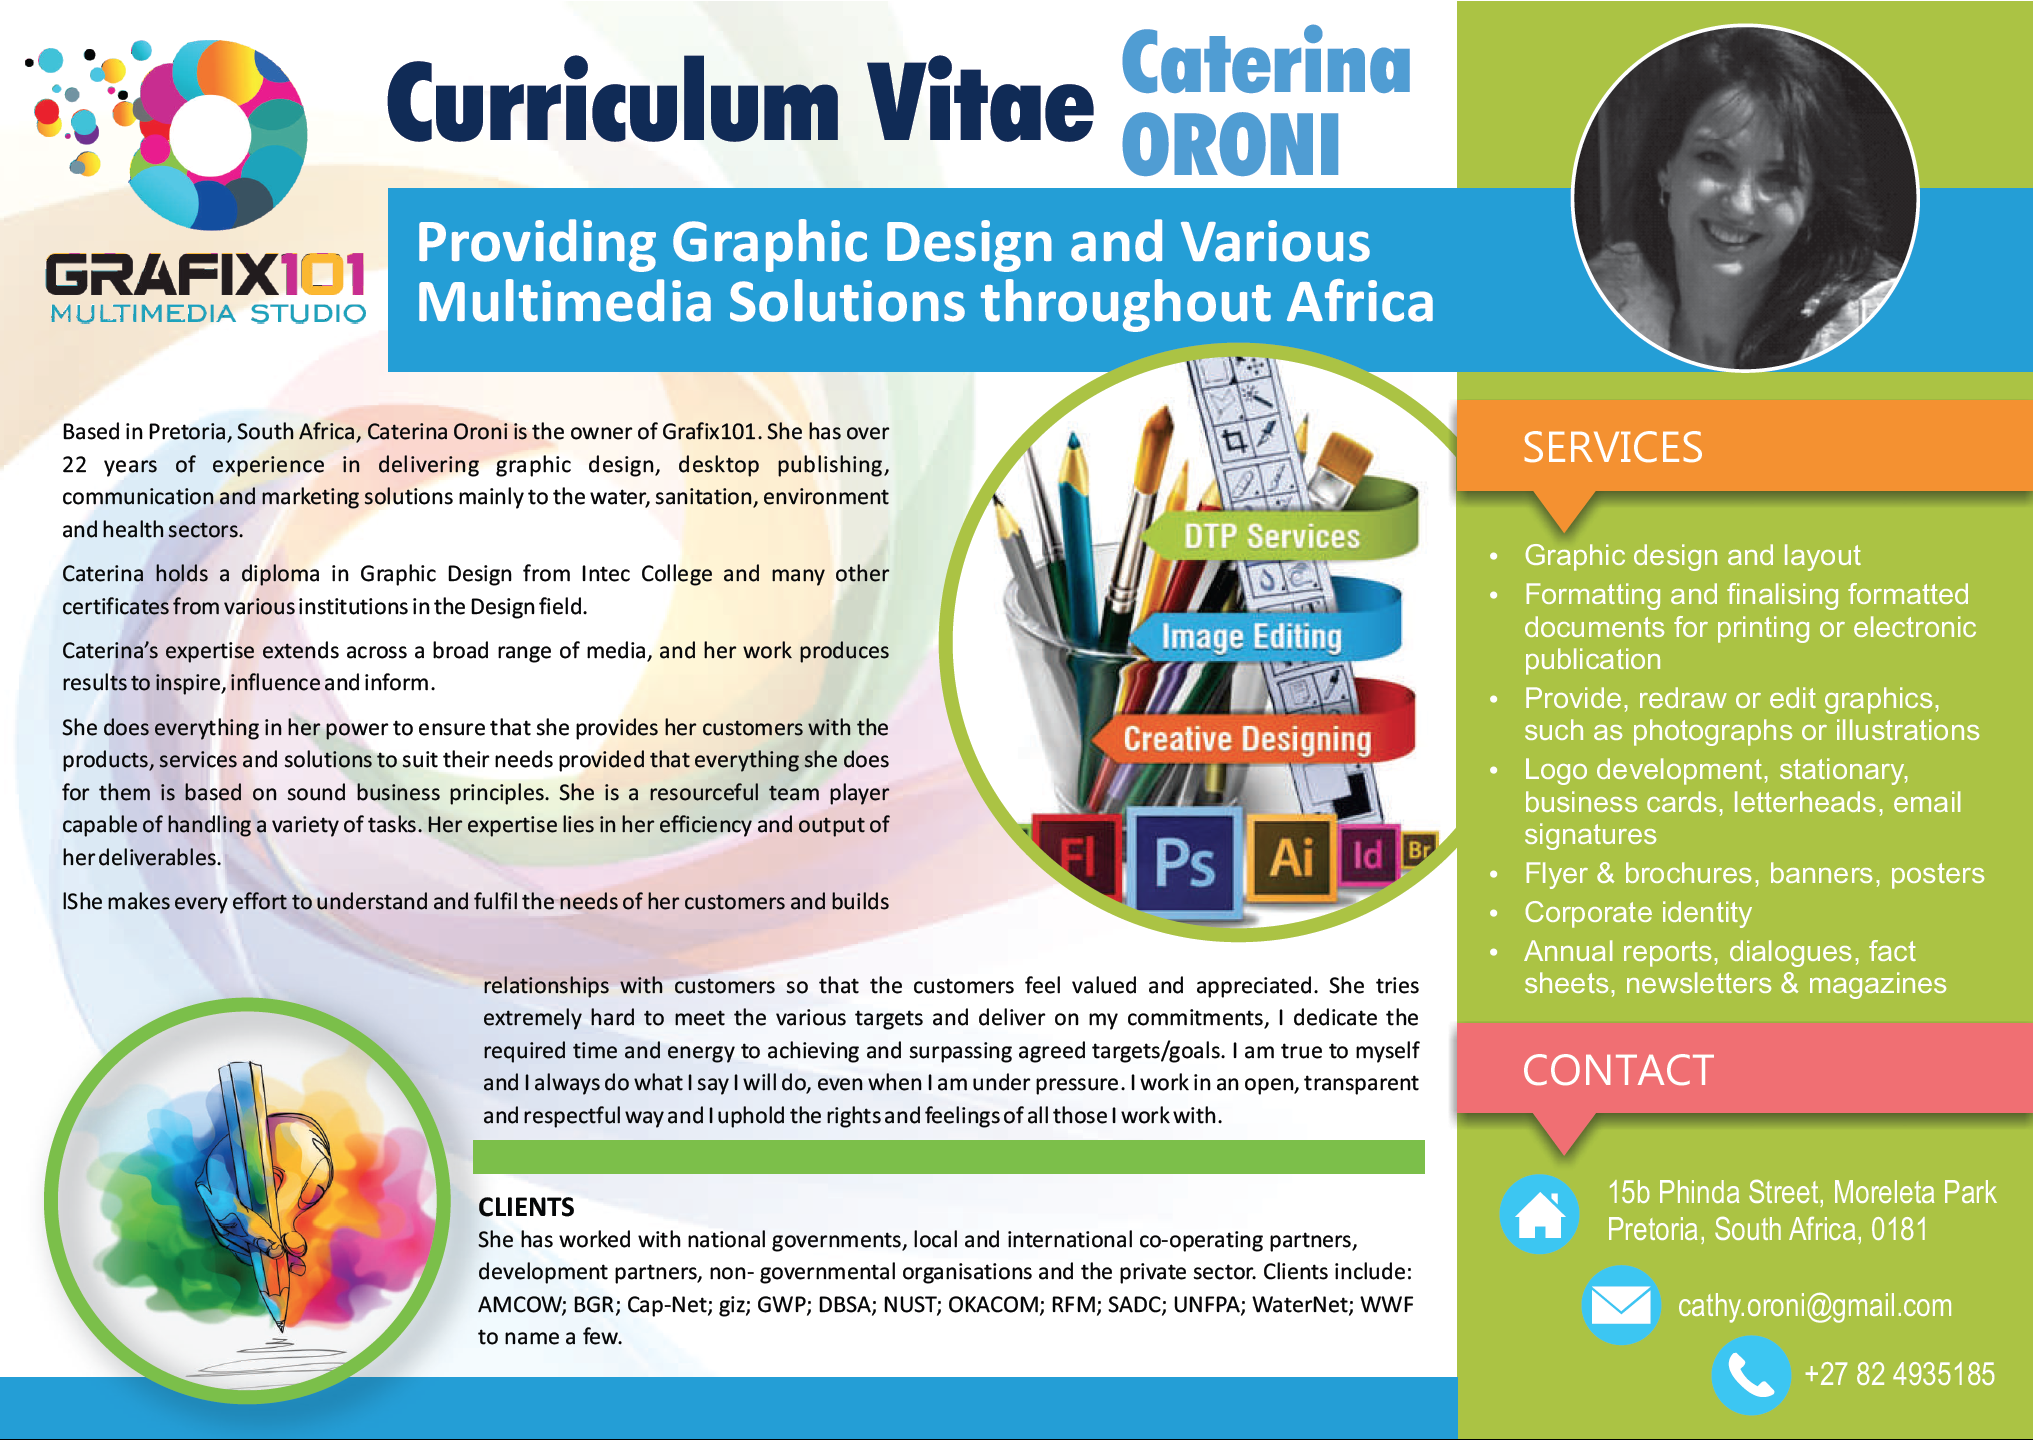 GRAFIX101
MULTIMEDIA STUDIO
Curriculum Vitae
Caterina
ORONI
Providing Graphic Design and Various
Multimedia Solutions throughout Africa
Based in Pretoria, South Africa, Caterina Oroni is the owner of Grafix101. She has over
22 years of experience in delivering graphic design, desktop publishing,
communication and marketing solutions mainly to the water, sanitation, environment
and health sectors.
Caterina holds a diploma in Graphic Design from Intec College and many other
certificates from various institutions in the Design field.
Caterina’s expertise extends across a broad range of media, and her work produces
results to inspire, influence and inform.
She does everything in her power to ensure that she provides her customers with the
products, services and solutions to suit their needs provided that everything she does
for them is based on sound business principles. She is a resourceful team player
capable of handling a variety of tasks. Her expertise lies in her efficiency and output of
her deliverables.
lShe makes every effort to understand and fulfil the needs of her customers and builds
relationships with customers so that the customers feel valued and appreciated. She tries
extremely hard to meet the various targets and deliver on my commitments, I dedicate the
required time and energy to achieving and surpassing agreed targets/goals. I am true to myself
and I always do what I say I will do, even when I am under pressure. I work in an open, transparent
and respectful way and I uphold the rights and feelings of all those I work with.
CLIENTS
She has worked with national governments, local and international co-operating partners,
development partners, non- governmental organisations and the private sector. Clients include:
AMCOW; BGR; Cap-Net; giz; GWP; DBSA; NUST; OKACOM; RFM; SADC; UNFPA; WaterNet; WWF
to name a few.
DTP Services
Image Editing
Creative Designing
Fl
Ps
Ai
Id
Br
SERVICES
• Graphic design and layout
• Formatting and finalising formatted
documents for printing or electronic
publication
• Provide, redraw or edit graphics,
such as photographs or illustrations
• Logo development, stationary,
business cards, letterheads, email
signatures
• Flyer & brochures, banners, posters
• Corporate identity
• Annual reports, dialogues, fact
sheets, newsletters & magazines
CONTACT
15b Phinda Street, Moreleta Park
Pretoria, South Africa, 0181
cathy.oroni@gmail.com
+27 82 4935185